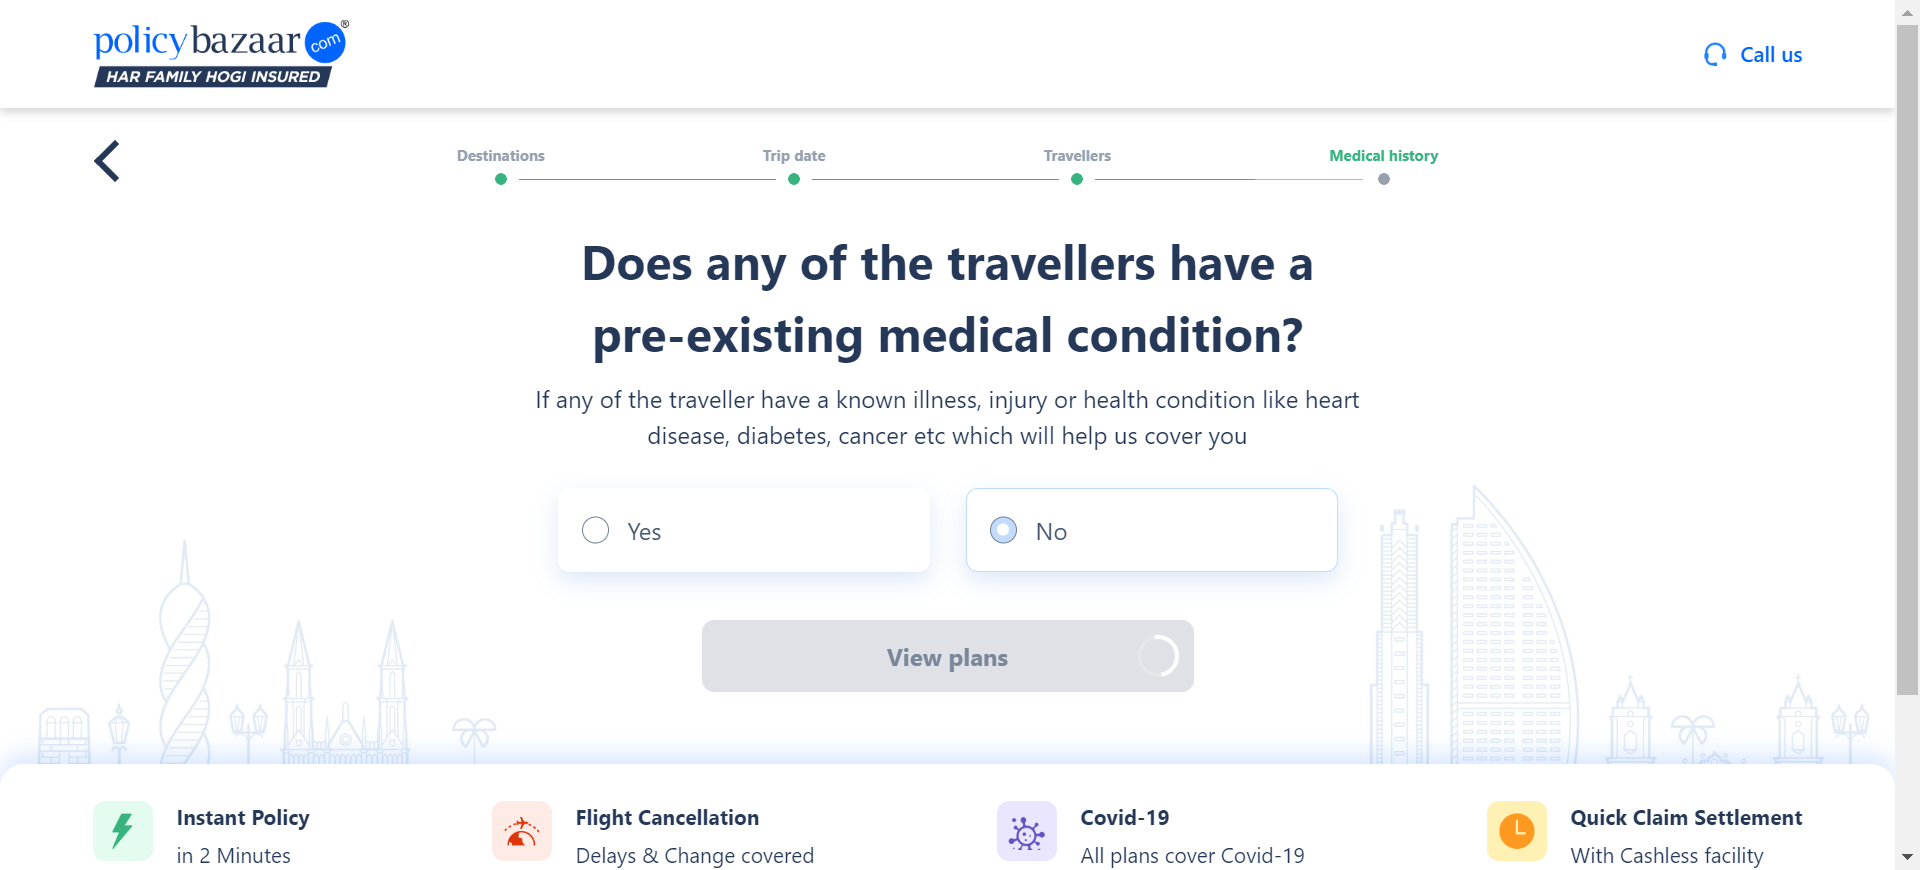 policybazaar com ®
HAR FAMILY HOGI INSURED
Call us
Destinations
Trip date
Travellers
Medical history
Does any of the travellers have a
pre-existing medical condition?
If any of the traveller have a known illness, injury or health condition like heart
disease, diabetes, cancer etc which will help us cover you
Yes
No
View plans
Instant Policy
in 2 Minutes
Flight Cancellation
Delays & Change covered
Covid-19
All plans cover Covid-19
Quick Claim Settlement
With Cashless facility